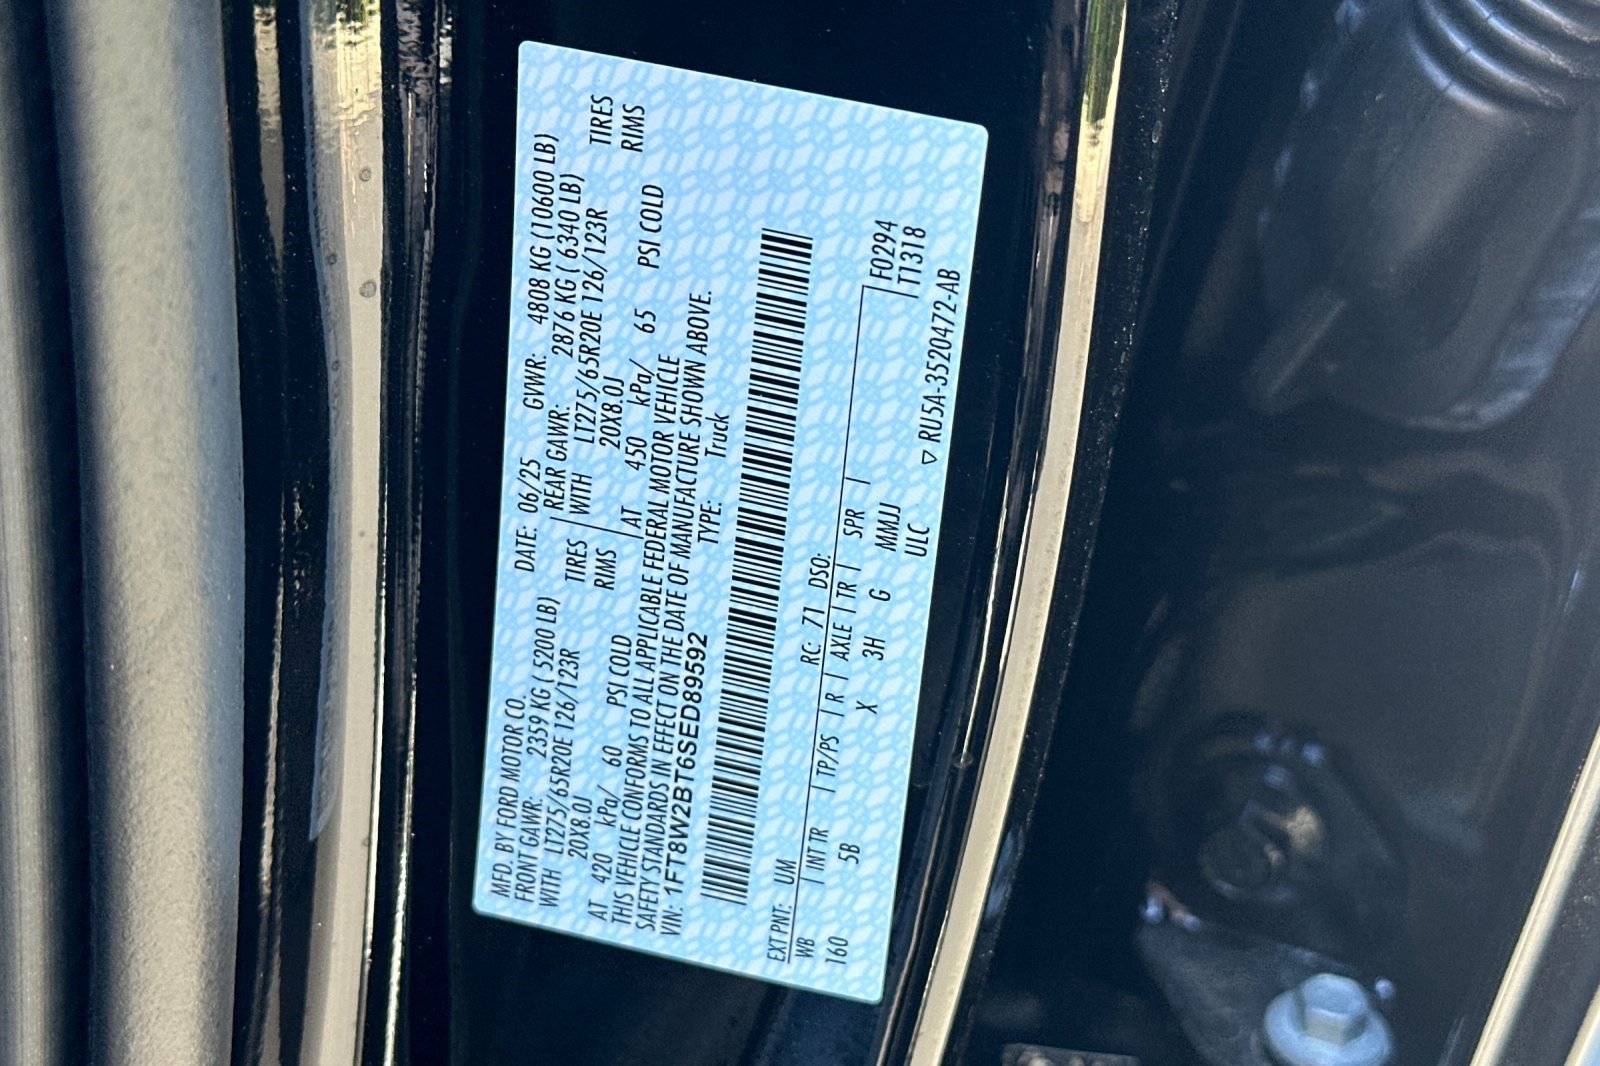 MFD. BY FORD MOTOR CO. DATE: 06/25 GVWR: 4808 KG (10600 LB)
FRONT GAWR: 2359 KG ( 5200 LB) REAR GAWR: 2876 KG ( 6340 LB)
WITH LT275/65R20E 126/123R TIRES WITH LT275/65R20E 126/123R TIRES
20X8.0J RIMS 20X8.0J RIMS
AT 420 kPa/ 60 PSI COLD AT 450 kPa/ 65 PSI COLD
THIS VEHICLE CONFORMS TO ALL APPLICABLE FEDERAL MOTOR VEHICLE
SAFETY STANDARDS IN EFFECT ON THE DATE OF MANUFACTURE SHOWN ABOVE.
VIN: 1FT8W2BT6SED89592 TYPE: Truck
EXT PNT: UM RC: 71 DSO: F0294
WB INT TR TP/PS R AXLE TR SPR T1318
160 5B X 3H G MMJJ
ULC ▽ RU5A-3520472-AB